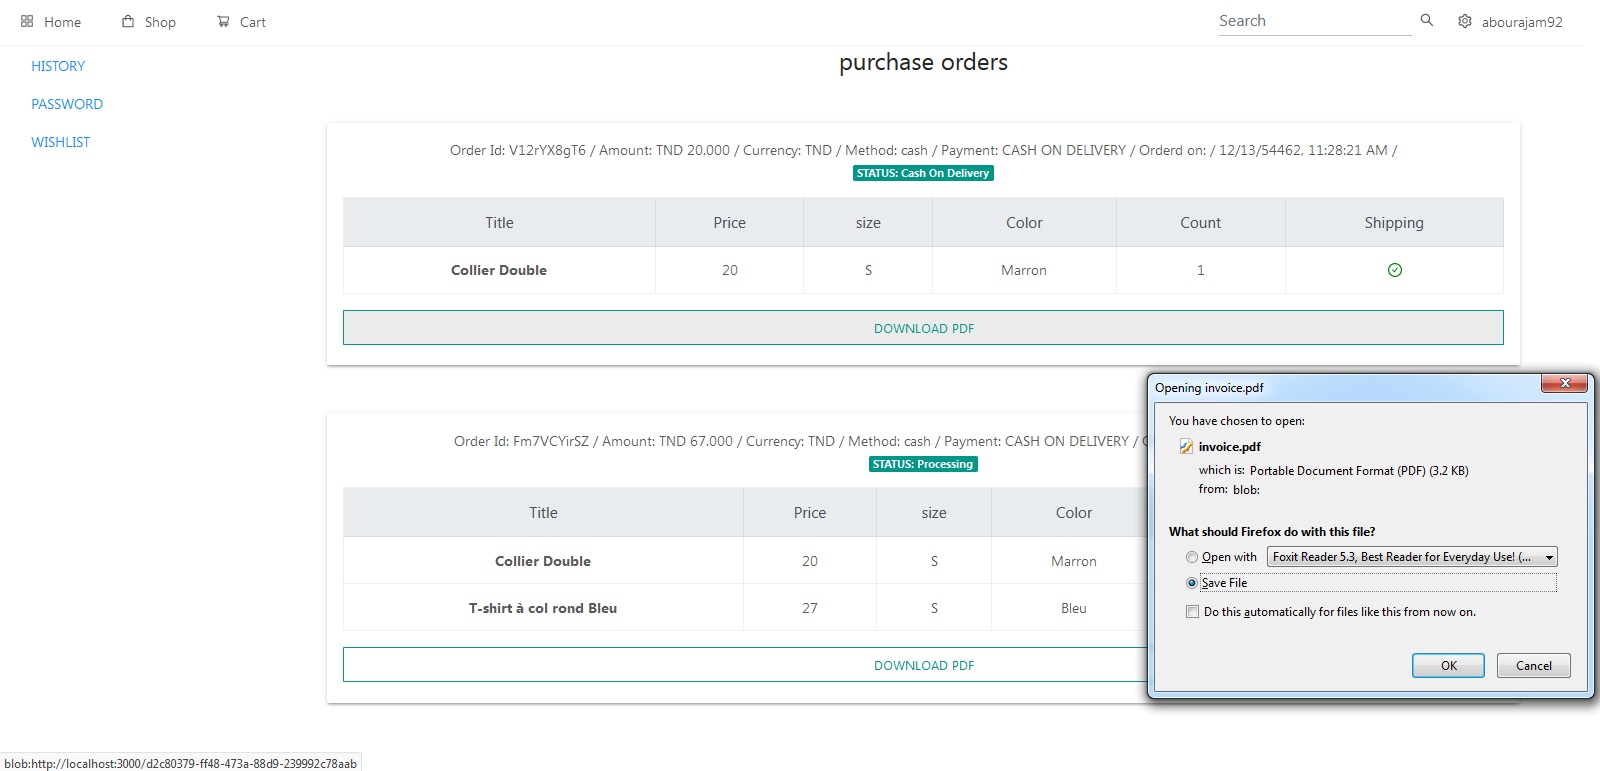 Home Shop Cart Search abourajam92
HISTORY
PASSWORD
WISHLIST
purchase orders
Order Id: V12rYX8gT6 / Amount: TND 20.000 / Currency: TND / Method: cash / Payment: CASH ON DELIVERY / Orderd on: / 12/13/54462, 11:28:21 AM /
STATUS: Cash On Delivery
Title Price size Color Count Shipping
Collier Double 20 S Marron 1
DOWNLOAD PDF
Order Id: Fm7VCYirSZ / Amount: TND 67.000 / Currency: TND / Method: cash / Payment: CASH ON DELIVERY /
STATUS: Processing
Title Price size Color
Collier Double 20 S Marron
T-shirt à col rond Bleu 27 S Bleu
DOWNLOAD PDF
Opening invoice.pdf
You have chosen to open:
invoice.pdf
which is: Portable Document Format (PDF) (3.2 KB)
from: blob:
What should Firefox do with this file?
Open with Foxit Reader 5.3, Best Reader for Everyday Use! (...
Save File
Do this automatically for files like this from now on.
OK Cancel
blob:http://localhost:3000/d2c80379-ff48-473a-88d9-239992c78aab